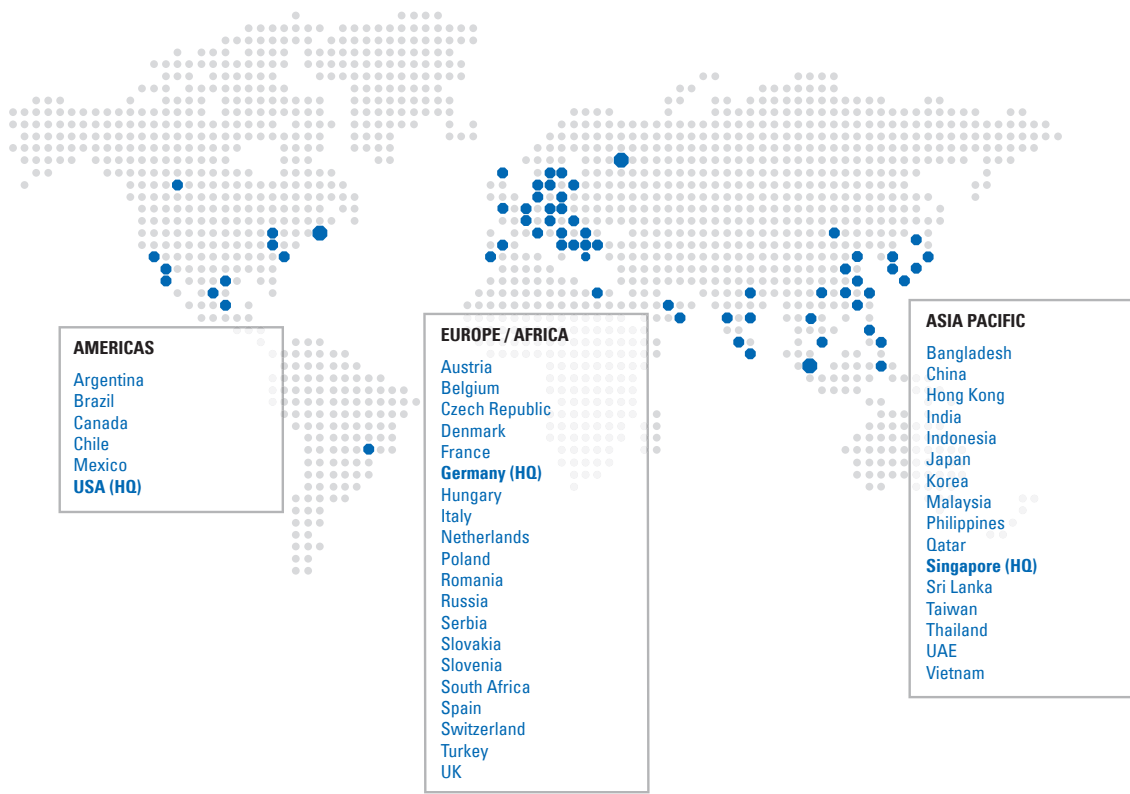 AMERICAS
Argentina
Brazil
Canada
Chile
Mexico
USA (HQ)
EUROPE / AFRICA
Austria
Belgium
Czech Republic
Denmark
France
Germany (HQ)
Hungary
Italy
Netherlands
Poland
Romania
Russia
Serbia
Slovakia
Slovenia
South Africa
Spain
Switzerland
Turkey
UK
ASIA PACIFIC
Bangladesh
China
Hong Kong
India
Indonesia
Japan
Korea
Malaysia
Philippines
Qatar
Singapore (HQ)
Sri Lanka
Taiwan
Thailand
UAE
Vietnam